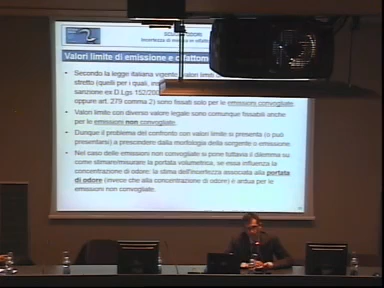 Valori limite di emissione e olfattom
Secondo la legge italiana vigente, valori limit
stretto (quelli per i quali,
sanzione ex D.Lgs 152/20
oppure art. 279 comma 2) sono fissati solo per le emissioni convogliate.
Valori limite con diverso valore legale sono comunque fissati anche
per le emissioni non convogliate.
Dunque il problema del confronto con valori limite si presenta (o può
presentarsi) a prescindere dalla morfologia della sorgente o emissione.
Nel caso delle emissioni non convogliate si pone tuttavia il dilemma su
come stimare/misurare la portata volumetrica, se essa influenza la
concentrazione di odore: la stima dell'incertezza associata alla portata
di odore (invece che alla concentrazione di odore) è ardua per le
emissioni non convogliate.